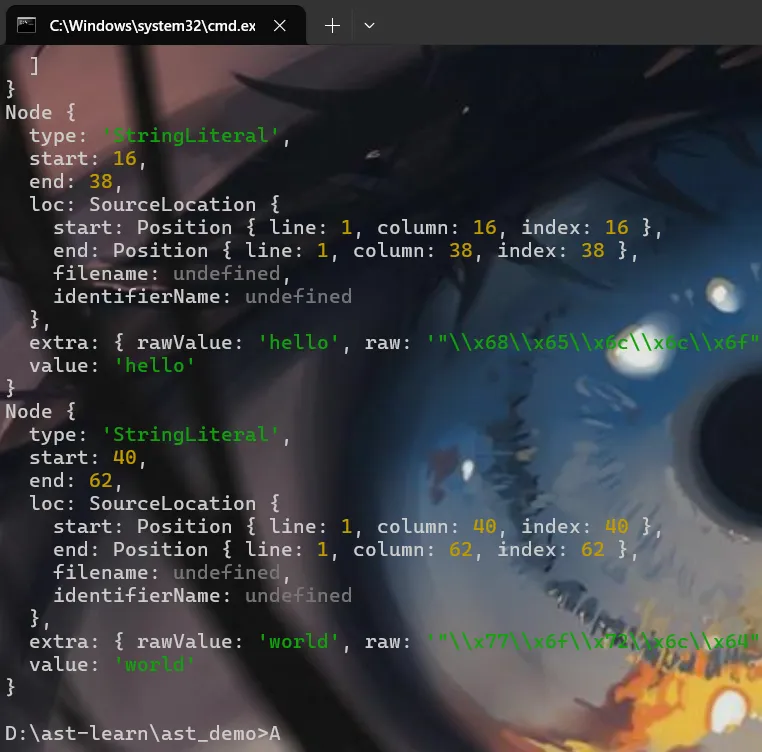 C:\Windows\system32\cmd.ex
]
}
Node {
type: 'StringLiteral',
start: 16,
end: 38,
loc: SourceLocation {
start: Position { line: 1, column: 16, index: 16 },
end: Position { line: 1, column: 38, index: 38 },
filename: undefined,
identifierName: undefined
},
extra: { rawValue: 'hello', raw: '"\\x68\\x65\\x6c\\x6c\\x6f"
value: 'hello'
}
Node {
type: 'StringLiteral',
start: 40,
end: 62,
loc: SourceLocation {
start: Position { line: 1, column: 40, index: 40 },
end: Position { line: 1, column: 62, index: 62 },
filename: undefined,
identifierName: undefined
},
extra: { rawValue: 'world', raw: '"\\x77\\x6f\\x72\\x6c\\x64"
value: 'world'
}
D:\ast-learn\ast_demo>A